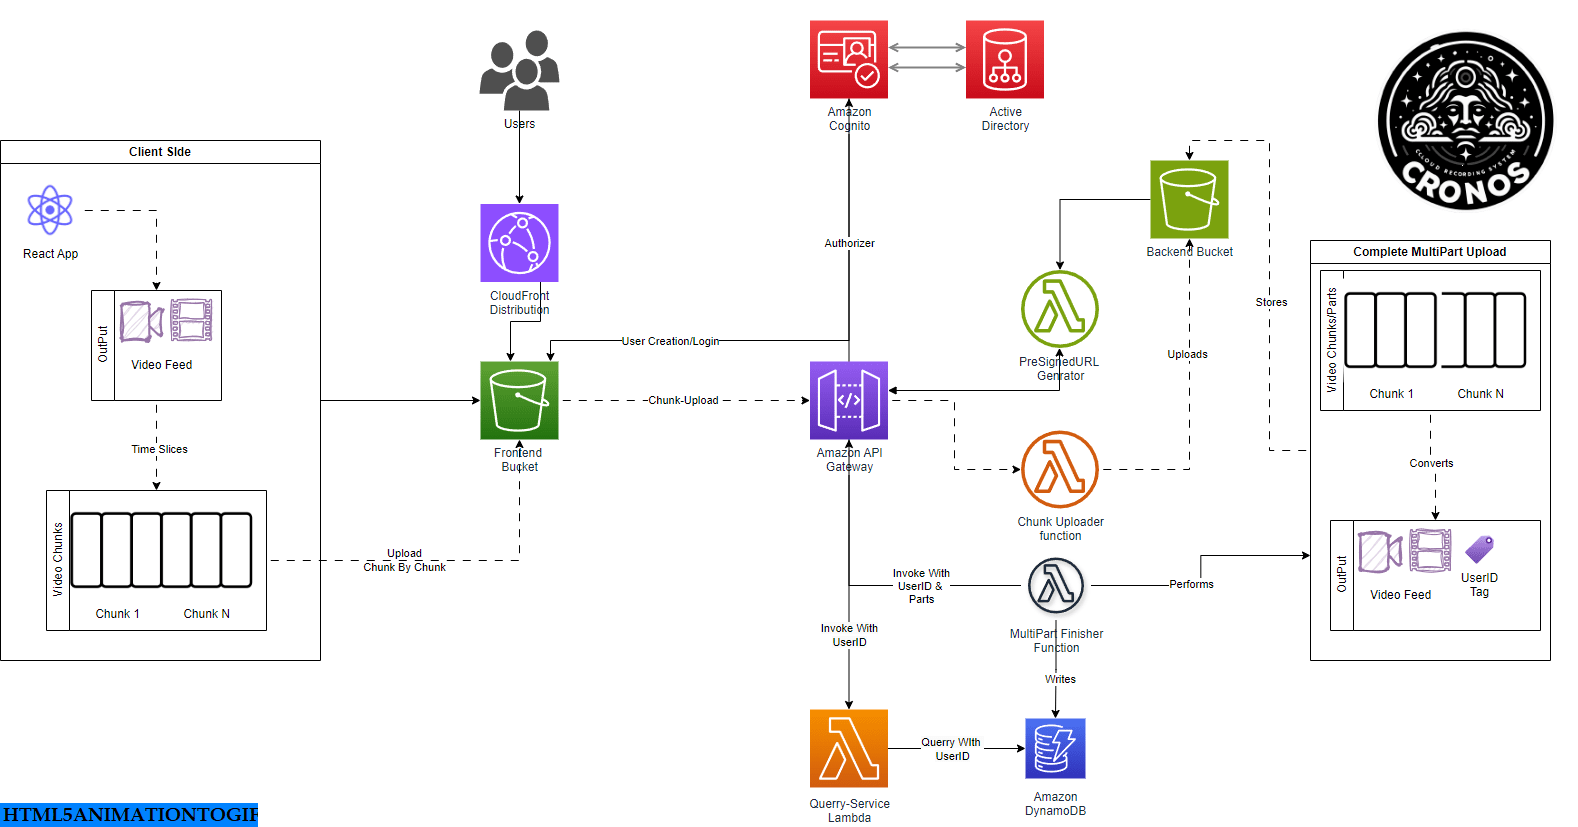 Users
Amazon
Cognito
Active
Directory
CLOUD RECORDING SYSTEM
CRONOS
Client SIde
React App
OutPut
Video Feed
Time Slices
Video Chunks
Chunk 1
Chunk N
Upload
Chunk By Chunk
CloudFront
Distribution
User Creation/Login
Frontend
Bucket
Chunk-Upload
Authorizer
Amazon API
Gateway
Backend Bucket
PreSignedURL
Genrator
Uploads
Stores
Chunk Uploader
function
Invoke With
UserID &
Parts
MultiPart Finisher
Function
Performs
Writes
Invoke With
UserID
Querry-Service
Lambda
Querry WIth
UserID
Amazon
DynamoDB
Complete MultiPart Upload
Video Chunks/Parts
Chunk 1
Chunk N
Converts
OutPut
Video Feed
UserID
Tag
HTML5ANIMATIONTOGIF